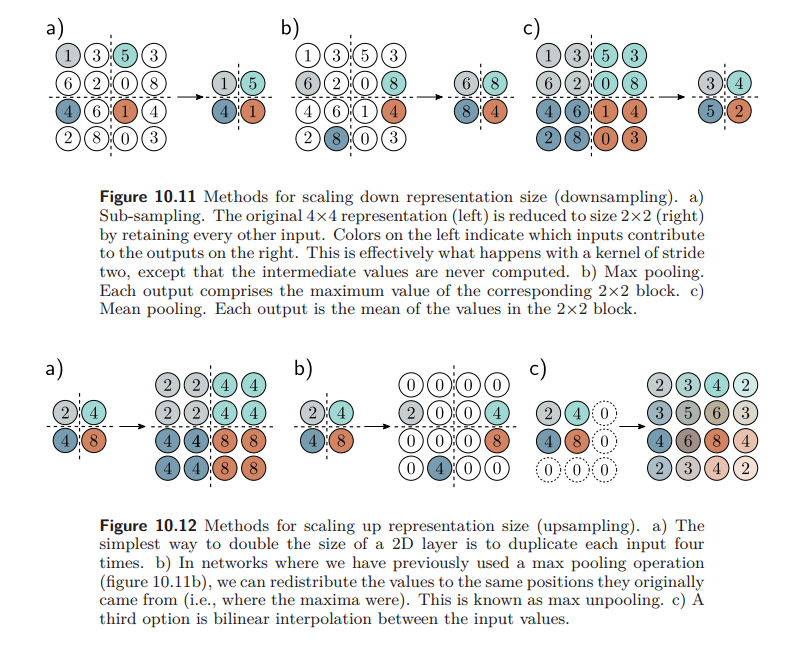 a) b) c)
1 3 5 3 1 3 5 3 1 3 5 3
6 2 0 8 1 5 6 2 0 8 6 8 6 2 0 8 3 4
4 6 1 4 4 1 4 6 1 4 8 4 4 6 1 4 5 2
2 8 0 3 2 8 0 3 2 8 0 3
Figure 10.11 Methods for scaling down representation size (downsampling). a)
Sub-sampling. The original 4×4 representation (left) is reduced to size 2×2 (right)
by retaining every other input. Colors on the left indicate which inputs contribute
to the outputs on the right. This is effectively what happens with a kernel of stride
two, except that the intermediate values are never computed. b) Max pooling.
Each output comprises the maximum value of the corresponding 2×2 block. c)
Mean pooling. Each output is the mean of the values in the 2×2 block.
a) b) c)
2 2 4 4 0 0 0 0 2 3 4 2
2 4 2 2 4 4 2 4 2 0 0 4 2 4 0 3 5 6 3
4 8 4 4 8 8 4 8 0 0 0 8 4 8 0 4 6 8 4
4 4 8 8 0 4 0 0 0 0 0 2 3 4 2
Figure 10.12 Methods for scaling up representation size (upsampling). a) The
simplest way to double the size of a 2D layer is to duplicate each input four
times. b) In networks where we have previously used a max pooling operation
(figure 10.11b), we can redistribute the values to the same positions they originally
came from (i.e., where the maxima were). This is known as max unpooling. c) A
third option is bilinear interpolation between the input values.